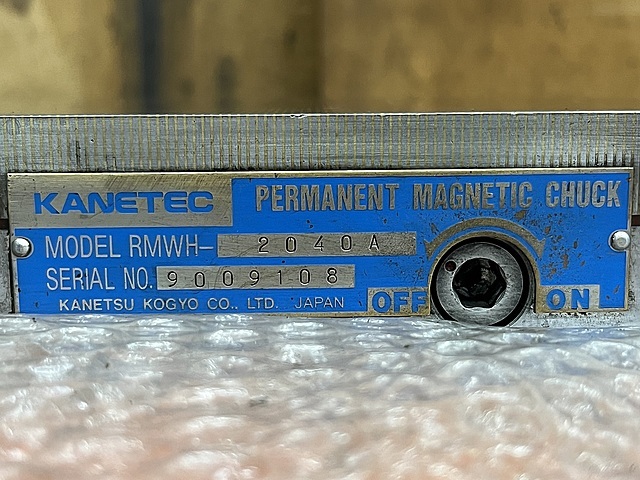 KANETEC PERMANENT MAGNETIC CHUCK
MODEL RMWH- 2040A
SERIAL NO. 9009108
KANETSU KOGYO CO., LTD. JAPAN
OFF ON